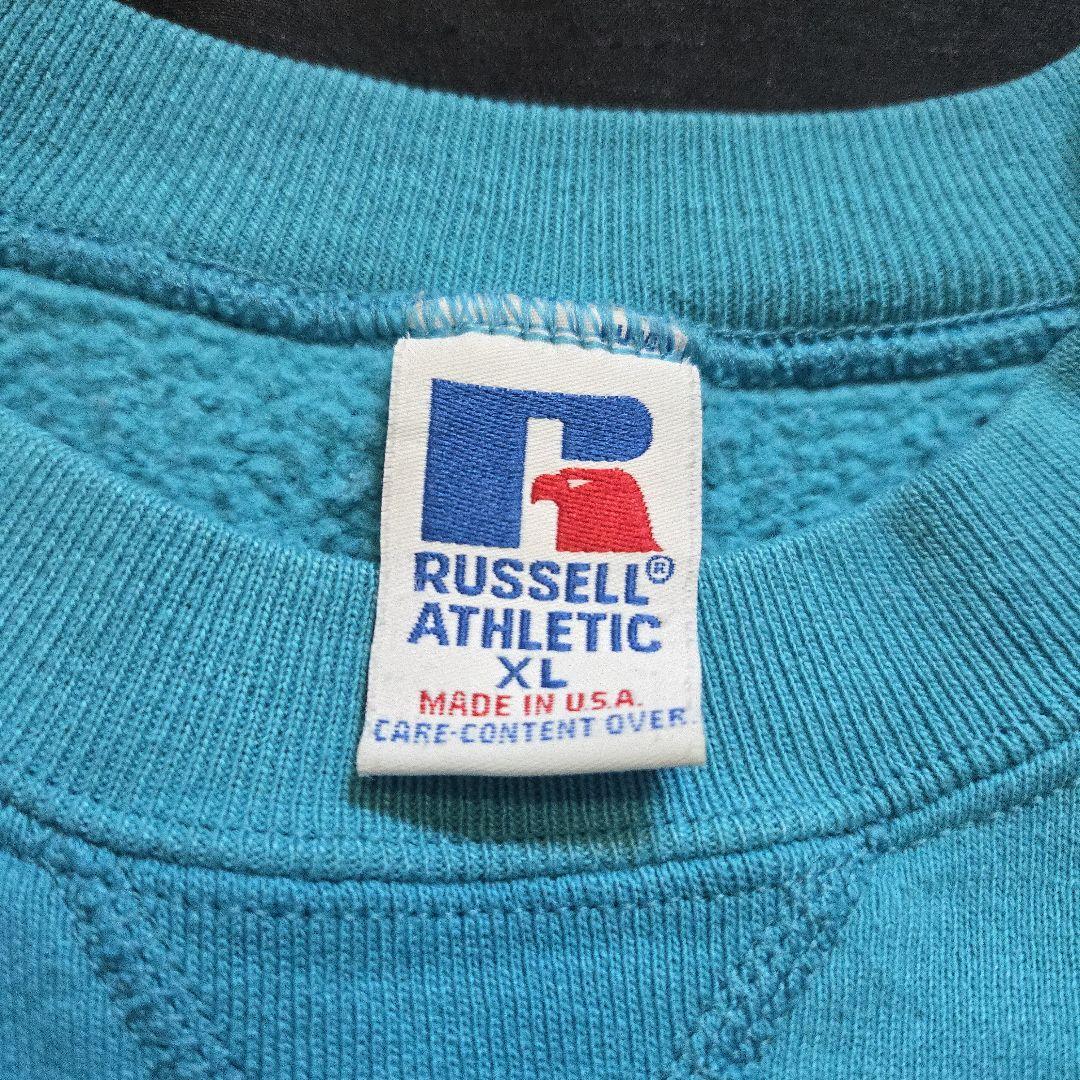 R
RUSSELL®
ATHLETIC
XL
MADE IN U.S.A.
CARE-CONTENT OVER.